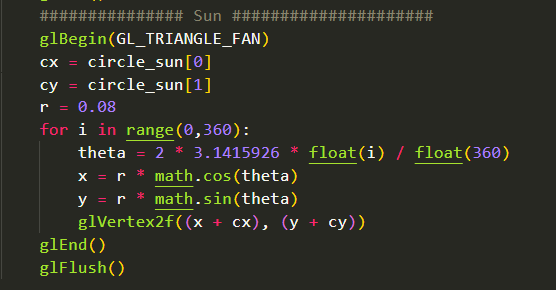 ############### Sun #####################
glBegin(GL_TRIANGLE_FAN)
cx = circle_sun[0]
cy = circle_sun[1]
r = 0.08
for i in range(0,360):
    theta = 2 * 3.1415926 * float(i) / float(360)
    x = r * math.cos(theta)
    y = r * math.sin(theta)
    glVertex2f((x + cx), (y + cy))
glEnd()
glFlush()